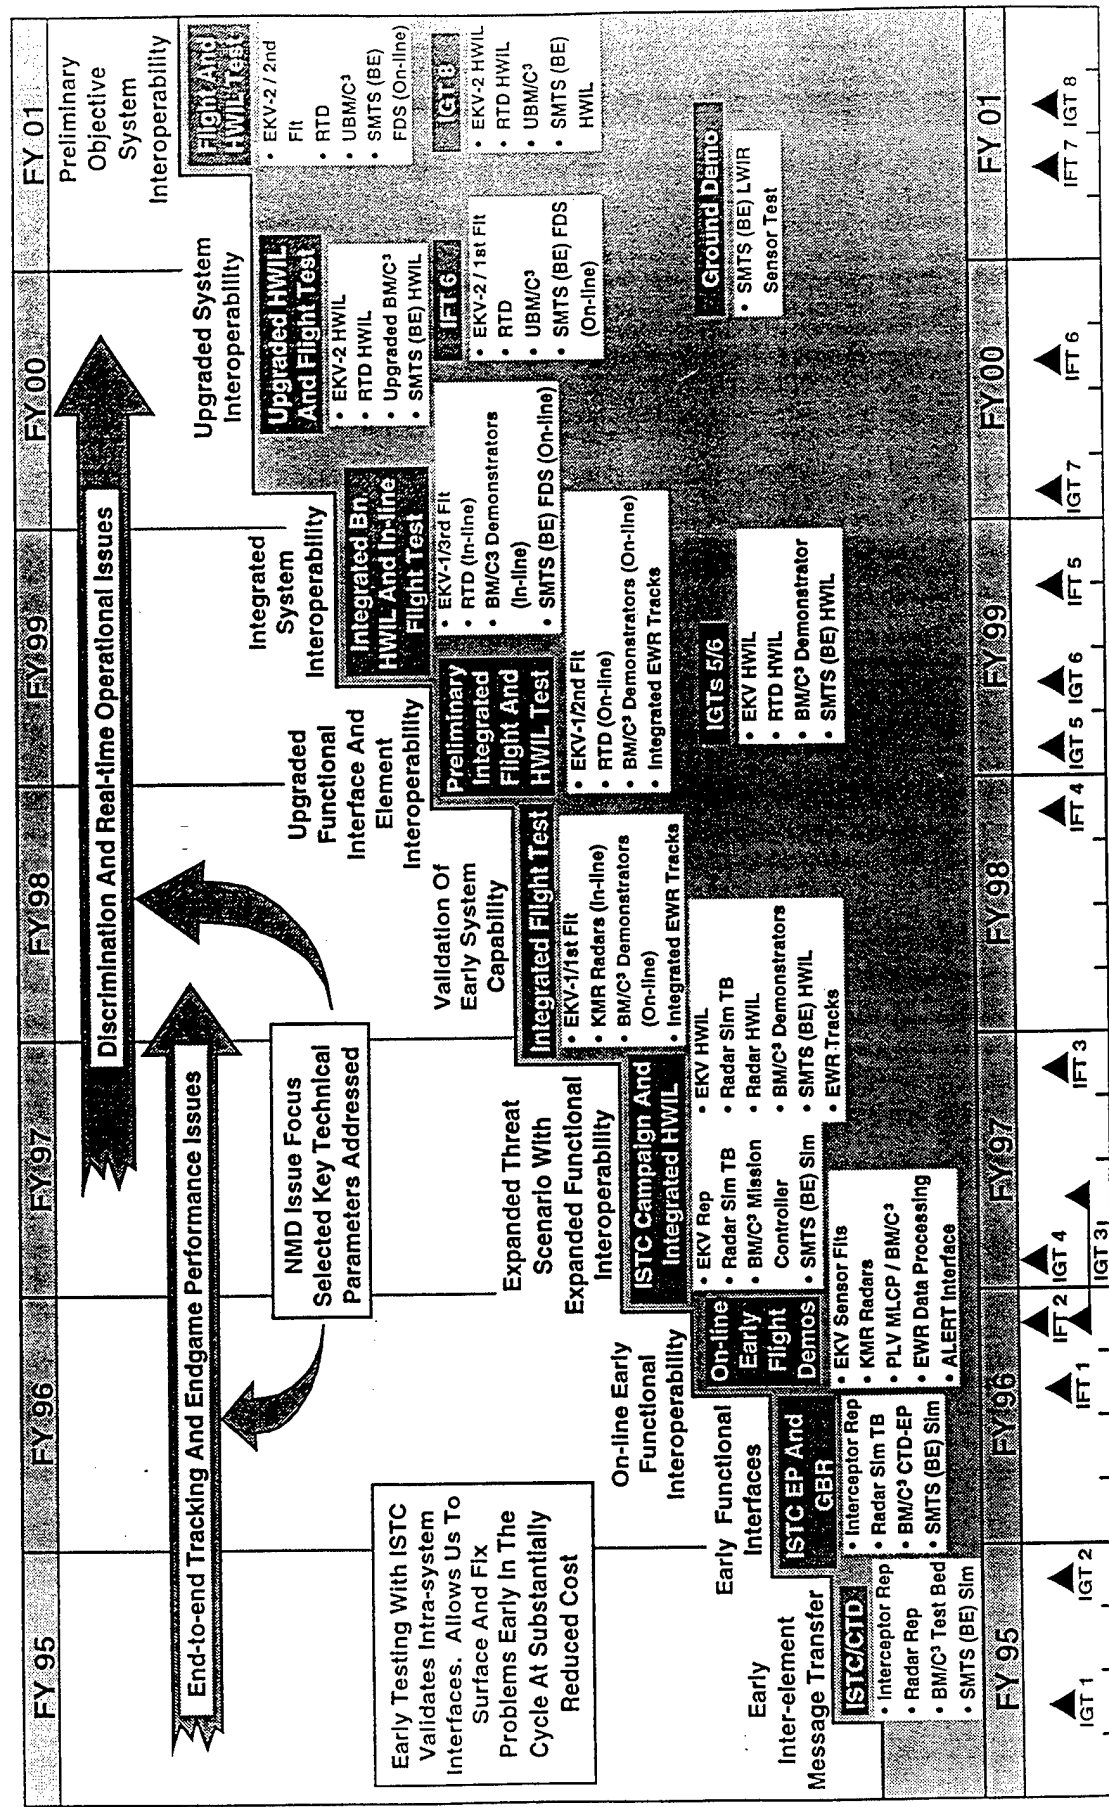 FY 95
FY 96
FY 97
FY 98
FY 99
FY 00
FY 01
End-to-end Tracking And Endgame Performance Issues
Discrimination And Real-time Operational Issues
NMD Issue Focus
Selected Key Technical
Parameters Addressed
Early Testing With ISTC
Validates Intra-system
Interfaces. Allows Us To
Surface And Fix
Problems Early In The
Cycle At Substantially
Reduced Cost
Early
Inter-element
Message Transfer
ISTC/CTD
• Interceptor Rep
• Radar Rep
• BM/C³ Test Bed
• SMTS (BE) Sim
Early Functional
Interfaces
ISTC EP And
GBR
• Interceptor Rep
• Radar Sim TB
• BM/C³ CTD-EP
• SMTS (BE) Sim
On-line Early
Functional
Interoperability
On-line
Early
Flight
Demos
• EKV Sensor Flts
• KMR Radars
• PLV MLCP / BM/C³
• EWR Data Processing
• ALERT Interface
Expanded Threat
Scenario With
Expanded Functional
Interoperability
ISTC Campaign And
Integrated HWIL
• EKV Rep
• Radar Sim TB
• BM/C³ Mission
Controller
• SMTS (BE) Sim
• EKV HWIL
• Radar Sim TB
• Radar HWIL
• BM/C³ Demonstrators
• SMTS (BE) HWIL
• EWR Tracks
Validation Of
Early System
Capability
Integrated Flight Test
• EKV-1/1st Flt
• KMR Radars (In-line)
• BM/C³ Demonstrators
(On-line)
• Integrated EWR Tracks
Upgraded
Functional
Interface And
Element
Interoperability
Preliminary
Integrated
Flight And
HWIL Test
• EKV-1/2nd Flt
• RTD (On-line)
• BM/C³ Demonstrators (On-line)
• Integrated EWR Tracks
IGTs 5/6
• EKV HWIL
• RTD HWIL
• BM/C³ Demonstrator
• SMTS (BE) HWIL
Integrated
System
Interoperability
Integrated Bn
HWIL And In-line
Flight Test
• EKV-1/3rd Flt
• RTD (In-line)
• BM/C3 Demonstrators
(In-line)
• SMTS (BE) FDS (On-line)
Upgraded System
Interoperability
Upgraded HWIL
And Flight Test
• EKV-2 HWIL
• RTD HWIL
• Upgraded BM/C³
• SMTS (BE) HWIL
IFT 6
• EKV-2 / 1st Flt
• RTD
• UBM/C³
• SMTS (BE) FDS
(On-line)
Ground Demo
• SMTS (BE) LWIR
Sensor Test
Preliminary
Objective
System
Interoperability
Flight And
HWIL Test
• EKV-2 / 2nd
Flt
• RTD
• UBM/C³
• SMTS (BE)
FDS (On-line)
IGT 8
• EKV-2 HWIL
• RTD HWIL
• UBM/C³
• SMTS (BE)
HWIL
FY 95
FY 96
FY 97
FY 98
FY 99
FY 00
FY 01
IGT 1
IGT 2
IFT 1
IFT 2
IGT 4
IGT 3
IFT 3
IFT 4
IGT 5
IGT 6
IFT 5
IGT 7
IFT 6
IFT 7
IGT 8